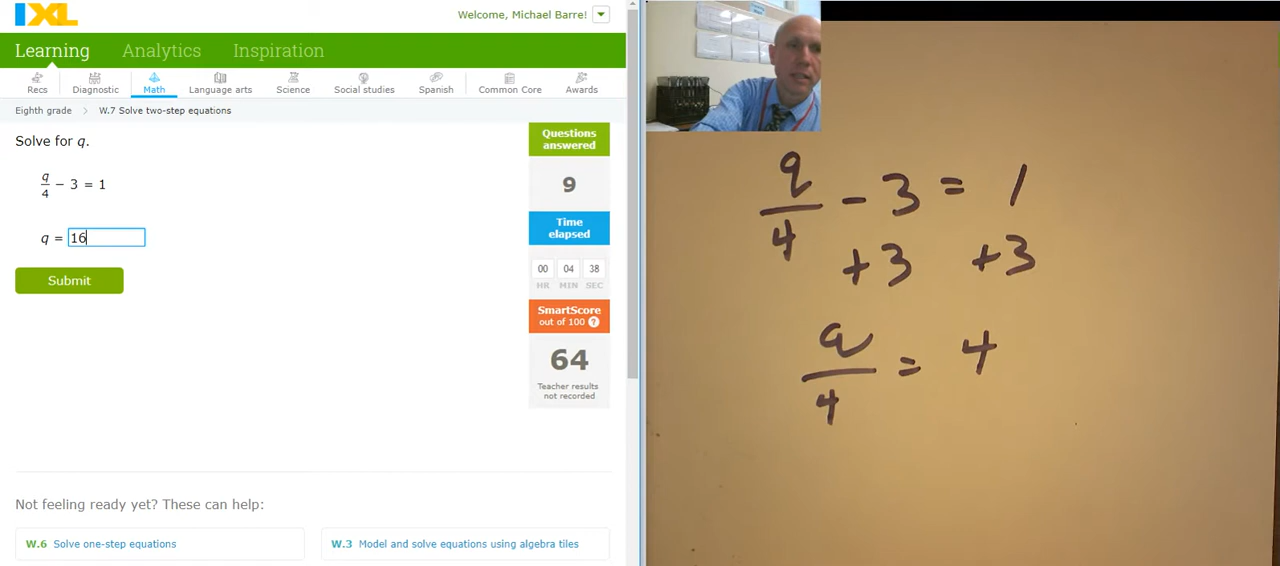 IXL
Welcome, Michael Barre!
Learning Analytics Inspiration
Recs Diagnostic Math Language arts Science Social studies Spanish Common Core Awards
Eighth grade > W.7 Solve two-step equations
Solve for q.
q/4 − 3 = 1
q = 16
Submit
Questions answered
9
Time elapsed
00 04 38
HR MIN SEC
SmartScore
out of 100 ?
64
Teacher results not recorded
Not feeling ready yet? These can help:
W.6 Solve one-step equations
W.3 Model and solve equations using algebra tiles
q/4 - 3 = 1
+3 +3
q/4 = 4